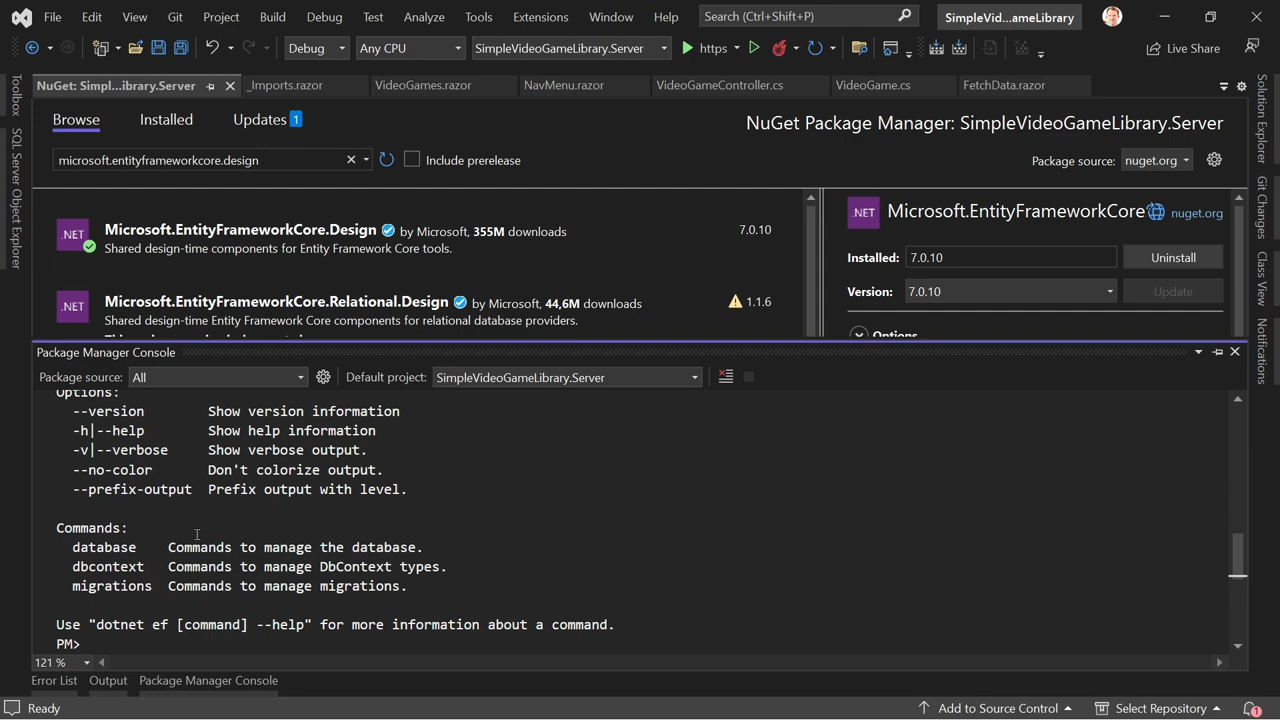 File Edit View Git Project Build Debug Test Analyze Tools Extensions Window Help Search (Ctrl+Shift+P) SimpleVid...ameLibrary
Debug Any CPU SimpleVideoGameLibrary.Server https Live Share
NuGet: Simpl...ibrary.Server _Imports.razor VideoGames.razor NavMenu.razor VideoGameController.cs VideoGame.cs FetchData.razor
Toolbox
SQL Server Object Explorer
Browse Installed Updates 1
NuGet Package Manager: SimpleVideoGameLibrary.Server
microsoft.entityframeworkcore.design Include prerelease Package source: nuget.org
.NET Microsoft.EntityFrameworkCore.Design by Microsoft, 355M downloads 7.0.10
Shared design-time components for Entity Framework Core tools.
.NET Microsoft.EntityFrameworkCore.Relational.Design by Microsoft, 44,6M downloads 1.1.6
Shared design-time Entity Framework Core components for relational database providers.
.NET Microsoft.EntityFrameworkCore nuget.org
Installed: 7.0.10 Uninstall
Version: 7.0.10 Update
Options
Solution Explorer
Git Changes
Class View
Notifications
Package Manager Console
Package source: All Default project: SimpleVideoGameLibrary.Server
Options:
--version Show version information
-h|--help Show help information
-v|--verbose Show verbose output.
--no-color Don't colorize output.
--prefix-output Prefix output with level.
Commands:
database Commands to manage the database.
dbcontext Commands to manage DbContext types.
migrations Commands to manage migrations.
Use "dotnet ef [command] --help" for more information about a command.
PM>
121 %
Error List Output Package Manager Console
Ready Add to Source Control Select Repository 1